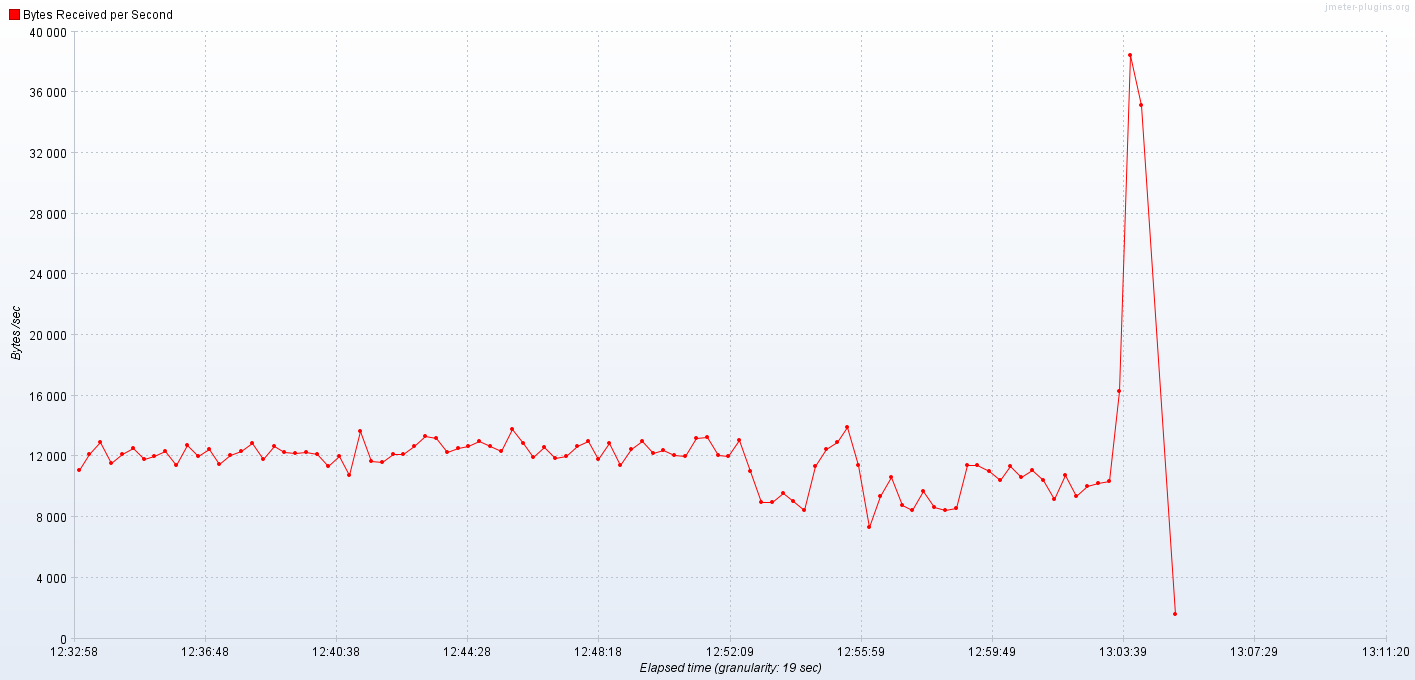 Bytes Received per Second
jmeter-plugins.org
40 000
36 000
32 000
28 000
24 000
20 000
16 000
12 000
8 000
4 000
0
Bytes /sec
12:32:58 12:36:48 12:40:38 12:44:28 12:48:18 12:52:09 12:55:59 12:59:49 13:03:39 13:07:29 13:11:20
Elapsed time (granularity: 19 sec)